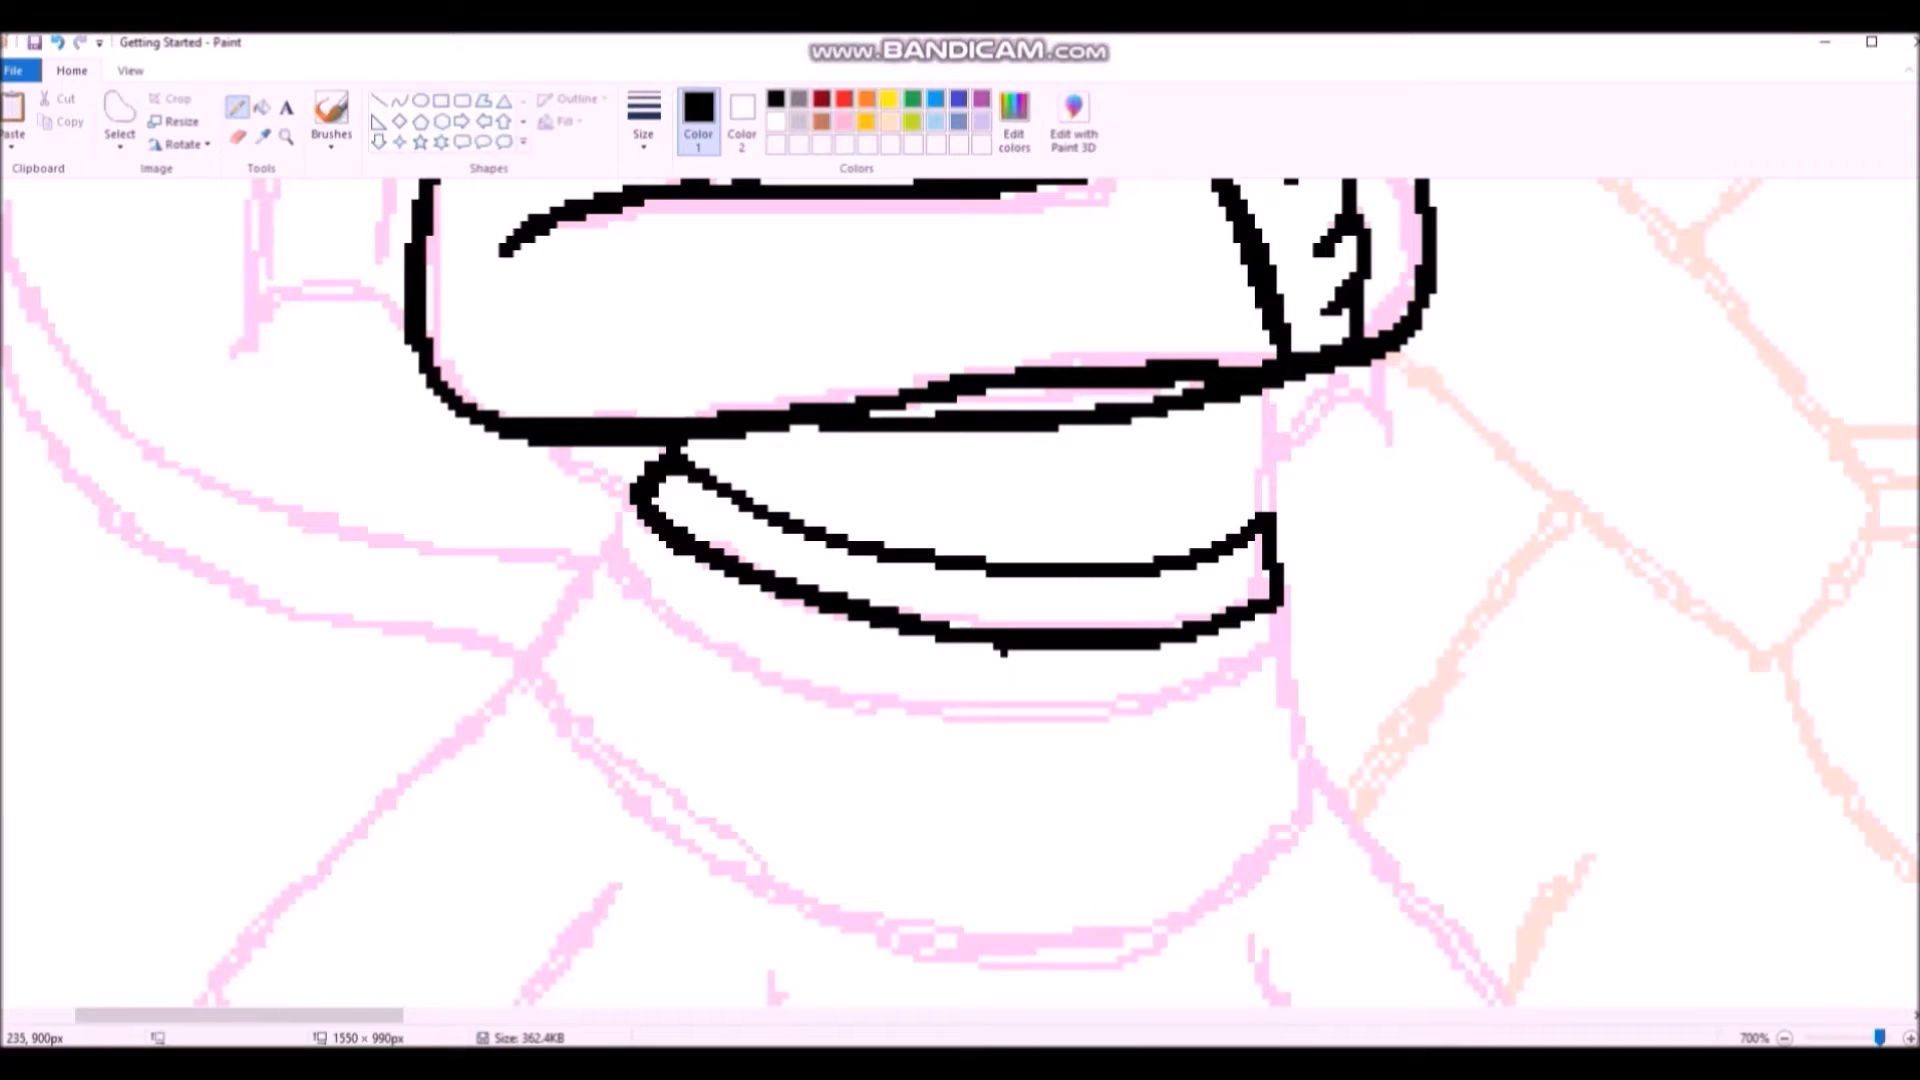 Getting Started - Paint
www.BANDICAM.com
File Home View
Cut
Copy
Paste
Clipboard
Select
Crop
Resize
Rotate
Image
A
Tools
Brushes
Outline
Fill
Shapes
Size
Color 1
Color 2
Edit colors
Edit with Paint 3D
Colors
235, 900px
1550 × 990px
Size: 362.4KB
700%